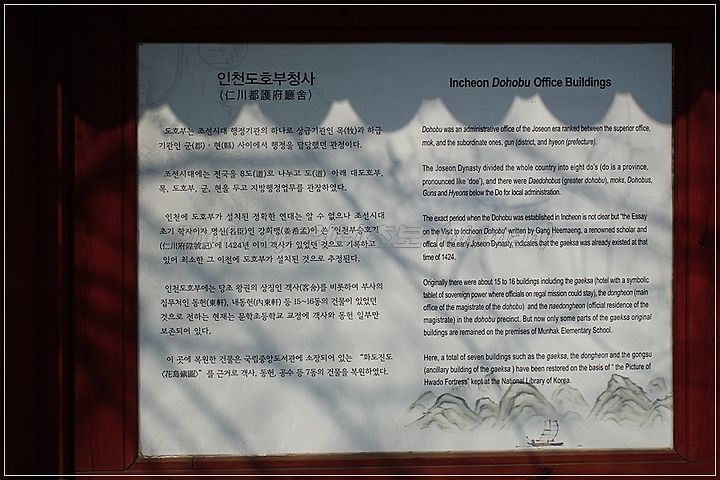 인천도호부청사
(仁川都護府廳舍)
도호부는 조선시대 행정기관의 하나로 상급기관인 목(牧)과 하급
기관인 군(郡)·현(縣) 사이에서 행정을 담당했던 관청이다.
조선시대에는 전국을 8도(道)로 나누고 도(道) 아래 대도호부,
목, 도호부, 군, 현을 두고 지방행정업무를 관장하였다.
인천에 도호부가 설치된 정확한 연대는 알 수 없으나 조선시대
초기 학자이자 명신(名臣)인 강희맹(姜希孟)이 쓴 "인천부승호기
(仁川府陞號記)"에 1424년 이미 객사가 있었던 것으로 기록하고
있어 최소한 그 이전에 도호부가 설치된 것으로 추정된다.
인천도호부에는 당초 왕권의 상징인 객사(客舍)를 비롯하여 부사의
집무처인 동헌(東軒), 내동헌(內東軒) 등 15~16동의 건물이 있었던
것으로 전하는 현재는 문학초등학교 교정에 객사와 동헌 일부만
보존되어 있다.
이 곳에 복원한 건물은 국립중앙도서관에 소장되어 있는 "화도진도
(花島鎭圖)"를 근거로 객사, 동헌, 공수 등 7동의 건물을 복원하였다.
Incheon Dohobu Office Buildings
Dohobu was an administrative office of the Joseon era ranked between the superior office,
mok, and the subordinate ones, gun (district, and hyeon (prefecture).
The Joseon Dynasty divided the whole country into eight do's (do is a province,
pronounced like 'doe'), and there were Daedohobus (greater dohobu), moks, Dohobus,
Guns and Hyeons below the Do for local administration.
The exact period when the Dohobu was established in Incheon is not clear but "the Essay
on the Visit to Incheon Dohobu" written by Gang Heemaeng, a renowned scholar and
offical of the early Joseon Dynasty, indicates that the gaeksa was already existed at that
time of 1424.
Originally there were about 15 to 16 buildings including the gaeksa (hotel with a symbolic
tablet of sovereign power where officials on regal mission could stay), the dongheon (main
office of the magistrate of the dohobu) and the naedongheon (official residence of the
magistrate) in the dohobu precinct. But now only some parts of the gaeksa original
buildings are remained on the premises of Munhak Elementary School.
Here, a total of seven buildings such as the gaeksa, the dongheon and the gongsu
(ancillary building of the gaeksa) have been restored on the basis of " the Picture of
Hwado Fortress" kept at the National Library of Korea.